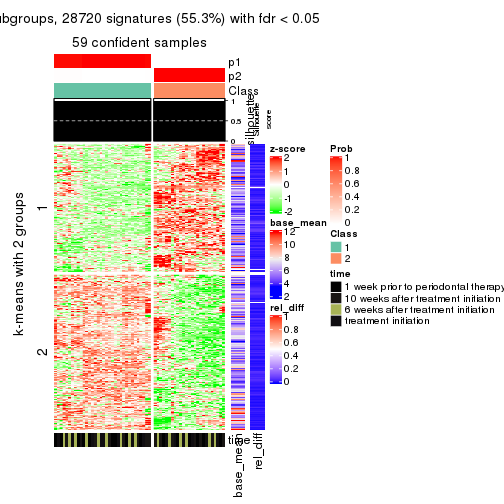 ubgroups, 28720 signatures (55.3%) with fdr < 0.05
59 confident samples
p1
p2
Class
1
0.5
0
silhouette
Silhouette
score
k-means with 2 groups
1
2
time
base_mean
rel_diff
z-score
2
1
0
-1
-2
base_mean
12
10
8
6
4
2
rel_diff
1
0.8
0.6
0.4
0.2
0
Prob
1
0.8
0.6
0.4
0.2
0
Class
1
2
time
1 week prior to periodontal therapy
10 weeks after treatment initiation
6 weeks after treatment initiation
treatment initiation